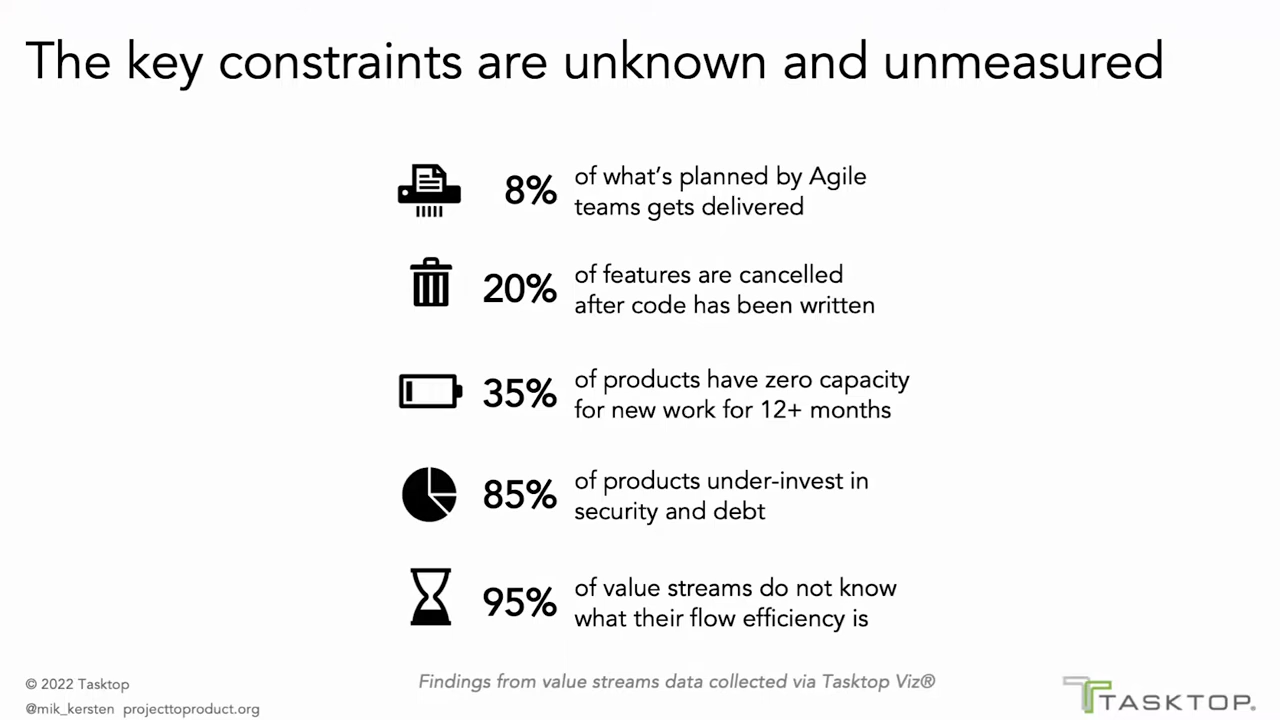 The key constraints are unknown and unmeasured
8%
of what's planned by Agile
teams gets delivered
20%
of features are cancelled
after code has been written
35%
of products have zero capacity
for new work for 12+ months
85%
of products under-invest in
security and debt
95%
of value streams do not know
what their flow efficiency is
© 2022 Tasktop
@mik_kersten projecttoproduct.org
Findings from value streams data collected via Tasktop Viz®
TASKTOP®